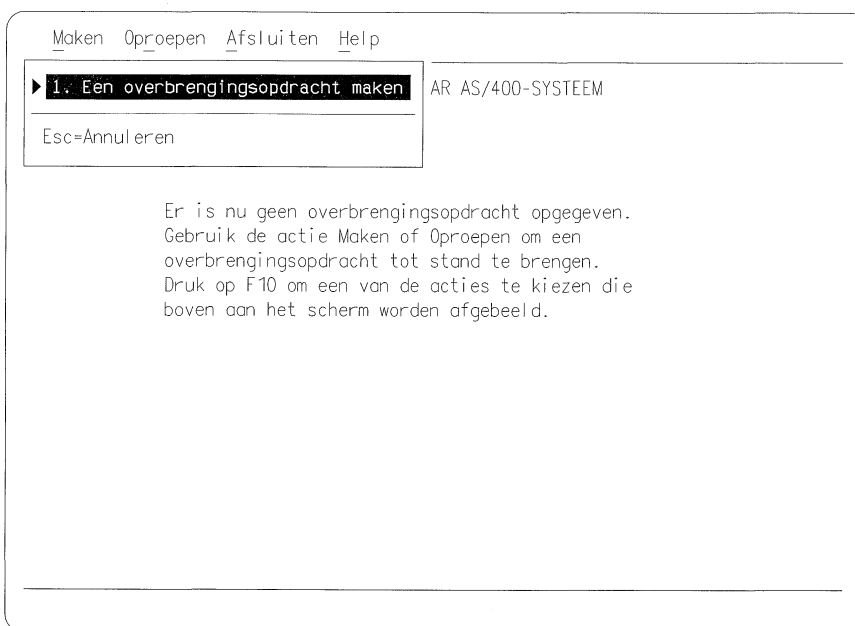 Maken Oproepen Afsluiten Help
1. Een overbrengingsopdracht maken
AR AS/400-SYSTEEM
Esc=Annuleren
Er is nu geen overbrengingsopdracht opgegeven.
Gebruik de actie Maken of Oproepen om een
overbrengingsopdracht tot stand te brengen.
Druk op F10 om een van de acties te kiezen die
boven aan het scherm worden afgebeeld.